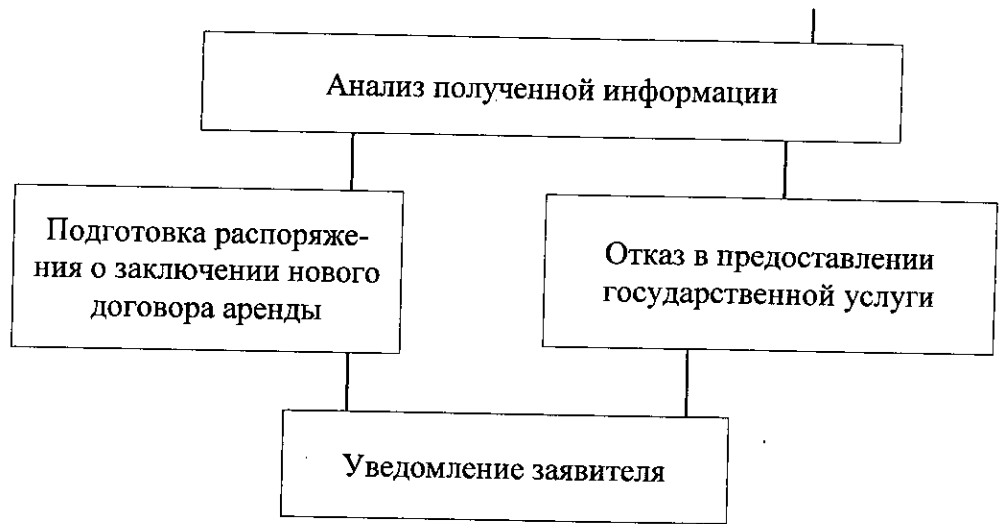 Анализ полученной информации
Подготовка распоряже-
ния о заключении нового
договора аренды
Отказ в предоставлении
государственной услуги
Уведомление заявителя